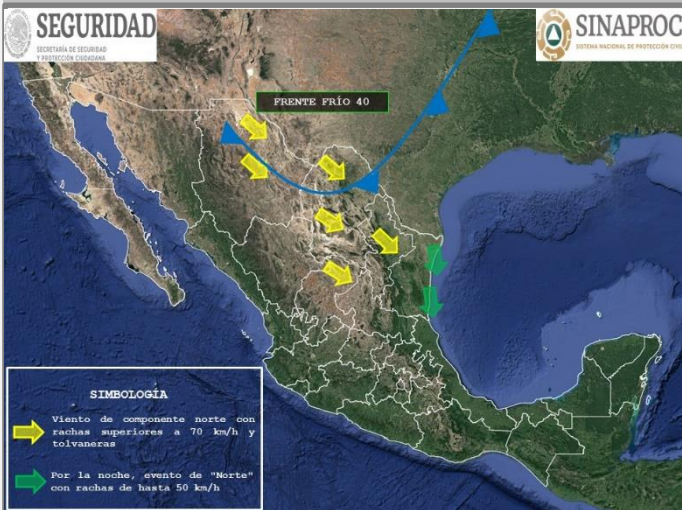 SEGURIDAD
SECRETARÍA DE SEGURIDAD
Y PROTECCIÓN CIUDADANA
SINAPROC
SISTEMA NACIONAL DE PROTECCIÓN CIVIL
FRENTE FRÍO 40
SIMBOLOGÍA
Viento de componente norte con
rachas superiores a 70 km/h y
tolvaneras
Por la noche, evento de "Norte"
con rachas de hasta 50 km/h